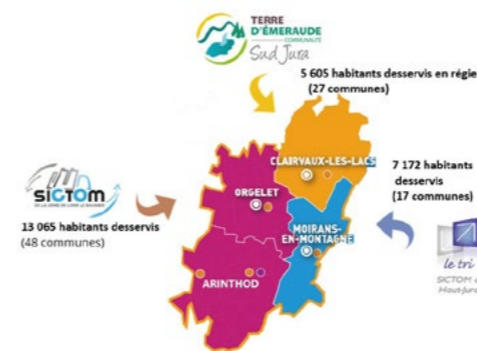 TERRE
D'ÉMERAUDE
COMMUNAUTÉ
Sud Jura
5 605 habitants desservis en régie
(27 communes)
CLAIRVAUX-LES-LACS
7 172 habitants
desservis
(17 communes)
ORGELET
SICTOM
13 065 habitants desservis
(48 communes)
MOIRANS-
EN-MONTAGNE
ARINTHOD
le tri
SICTOM
Haut-Jura